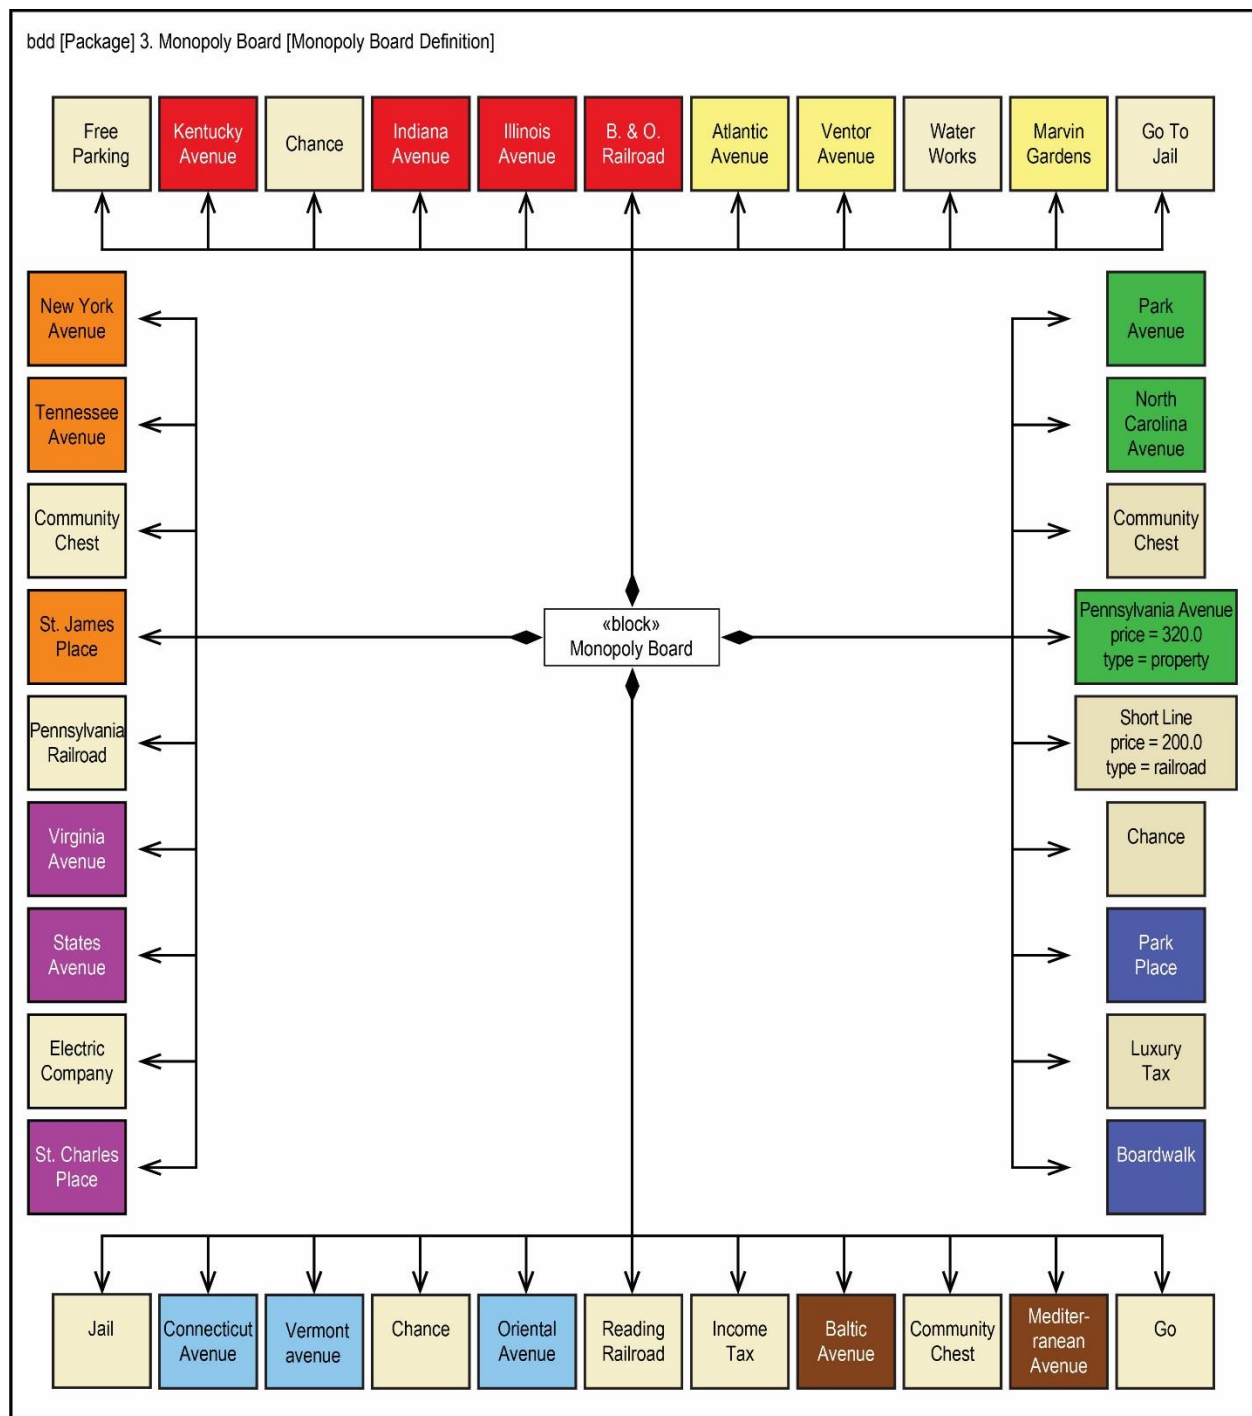 bdd [Package] 3. Monopoly Board [Monopoly Board Definition]
Free
Parking
Kentucky
Avenue
Chance
Indiana
Avenue
Illinois
Avenue
B. & O.
Railroad
Atlantic
Avenue
Ventor
Avenue
Water
Works
Marvin
Gardens
Go To
Jail
New York
Avenue
Tennessee
Avenue
Community
Chest
St. James
Place
Pennsylvania
Railroad
Virginia
Avenue
States
Avenue
Electric
Company
St. Charles
Place
«block»
Monopoly Board
Park
Avenue
North
Carolina
Avenue
Community
Chest
Pennsylvania Avenue
price = 320.0
type = property
Short Line
price = 200.0
type = railroad
Chance
Park
Place
Luxury
Tax
Boardwalk
Jail
Connecticut
Avenue
Vermont
avenue
Chance
Oriental
Avenue
Reading
Railroad
Income
Tax
Baltic
Avenue
Community
Chest
Mediter-
ranean
Avenue
Go